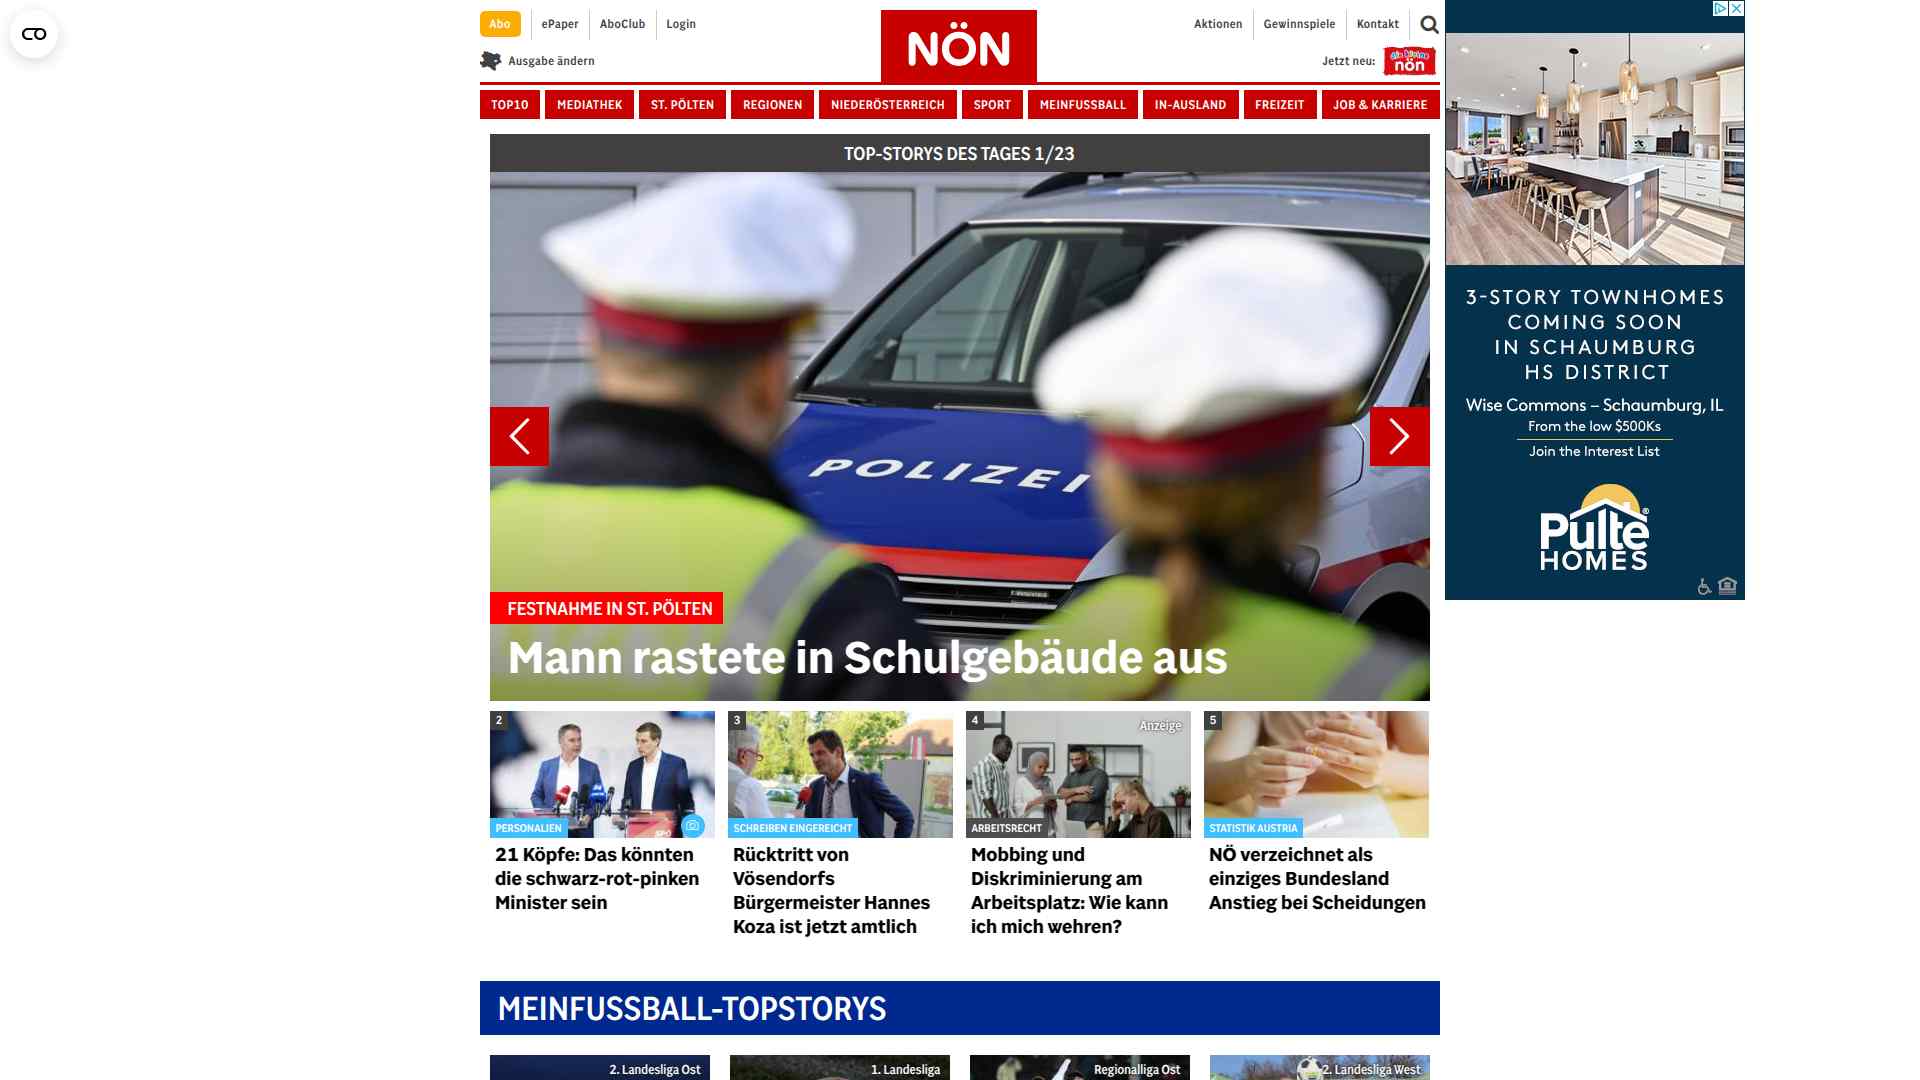 Abo
ePaper
AboClub
Login
Aktionen
Gewinnspiele
Kontakt
NÖN
Ausgabe ändern
Jetzt neu:
nön
TOP10
MEDIATHEK
ST. PÖLTEN
REGIONEN
NIEDERÖSTERREICH
SPORT
MEINFUSSBALL
IN-AUSLAND
FREIZEIT
JOB & KARRIERE
TOP-STORYS DES TAGES 1/23
POLIZEI
FESTNAHME IN ST. PÖLTEN
Mann rastete in Schulgebäude aus
2
PERSONALIEN
21 Köpfe: Das könnten
die schwarz-rot-pinken
Minister sein
3
SCHREIBEN EINGEREICHT
Rücktritt von
Vösendorfs
Bürgermeister Hannes
Koza ist jetzt amtlich
4
Anzeige
ARBEITSRECHT
Mobbing und
Diskriminierung am
Arbeitsplatz: Wie kann
ich mich wehren?
5
STATISTIK AUSTRIA
NÖ verzeichnet als
einziges Bundesland
Anstieg bei Scheidungen
MEINFUSSBALL-TOPSTORYS
2. Landesliga Ost
1. Landesliga
Regionalliga Ost
2. Landesliga West
3-STORY TOWNHOMES
COMING SOON
IN SCHAUMBURG
HS DISTRICT
Wise Commons – Schaumburg, IL
From the low $500Ks
Join the Interest List
Pulte®
HOMES